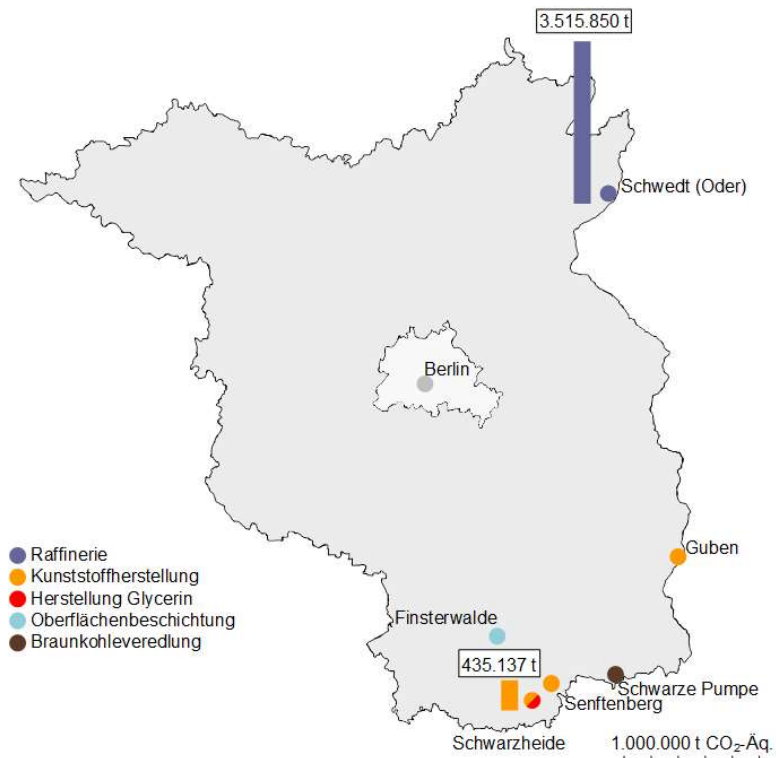 3.515.850 t
Schwedt (Oder)
Berlin
Guben
Raffinerie
Kunststoffherstellung
Herstellung Glycerin
Oberflächenbeschichtung
Braunkohleveredlung
Finsterwalde
435.137 t
Schwarze Pumpe
Senftenberg
Schwarzheide
1.000.000 t CO₂-Äq.